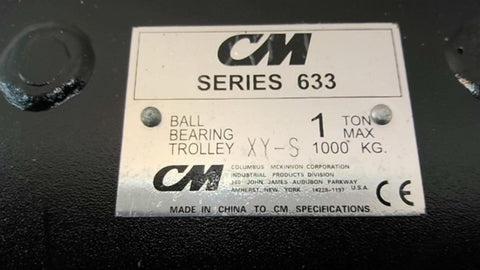 CM
SERIES 633
BALL
BEARING
TROLLEY XY-S
1 TON
MAX
1000 KG.
CM
COLUMBUS MCKINNON CORPORATION
INDUSTRIAL PRODUCTS DIVISION
140 JOHN JAMES AUDUBON PARKWAY
AMHERST, NEW YORK 14228-1197 U.S.A.
CE
MADE IN CHINA TO CM SPECIFICATIONS